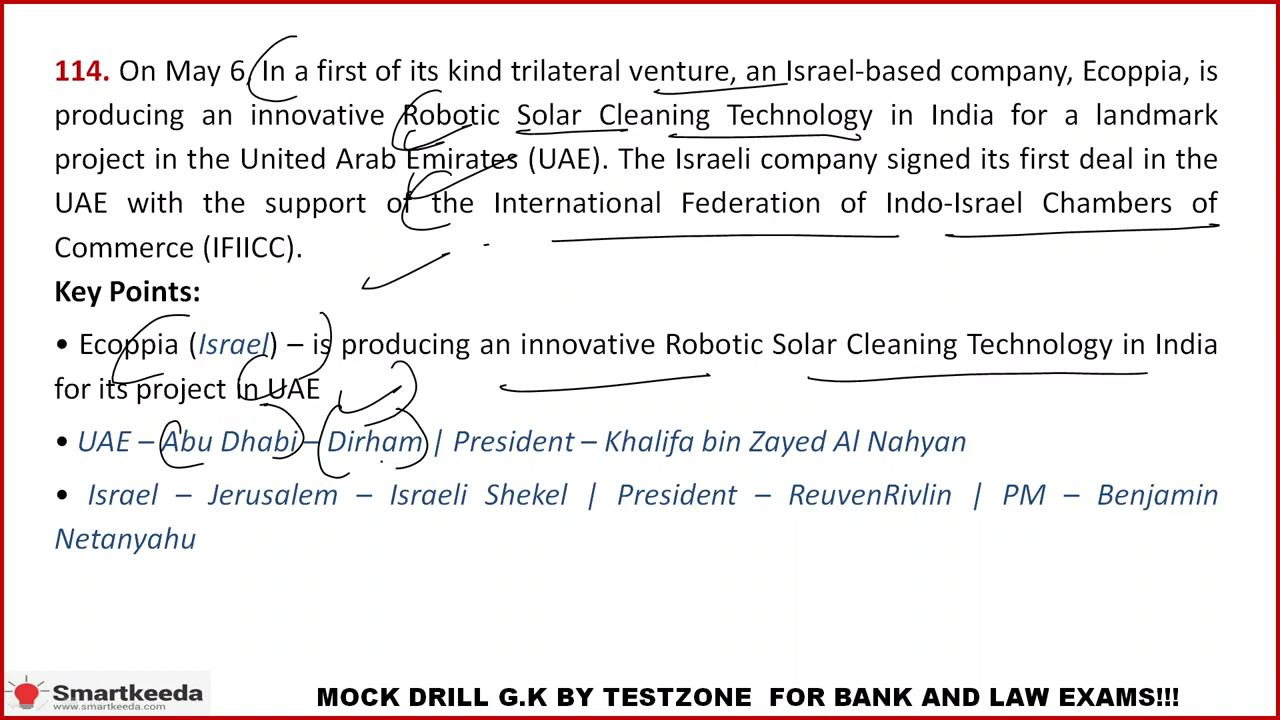 114. On May 6, In a first of its kind trilateral venture, an Israel-based company, Ecoppia, is
producing an innovative Robotic Solar Cleaning Technology in India for a landmark
project in the United Arab Emirates (UAE). The Israeli company signed its first deal in the
UAE with the support of the International Federation of Indo-Israel Chambers of
Commerce (IFIICC).
Key Points:
• Ecoppia (Israel) – is producing an innovative Robotic Solar Cleaning Technology in India
for its project in UAE
• UAE – Abu Dhabi – Dirham | President – Khalifa bin Zayed Al Nahyan
• Israel – Jerusalem – Israeli Shekel | President – ReuvenRivlin | PM – Benjamin
Netanyahu
Smartkeeda
www.smartkeeda.com
MOCK DRILL G.K BY TESTZONE FOR BANK AND LAW EXAMS!!!